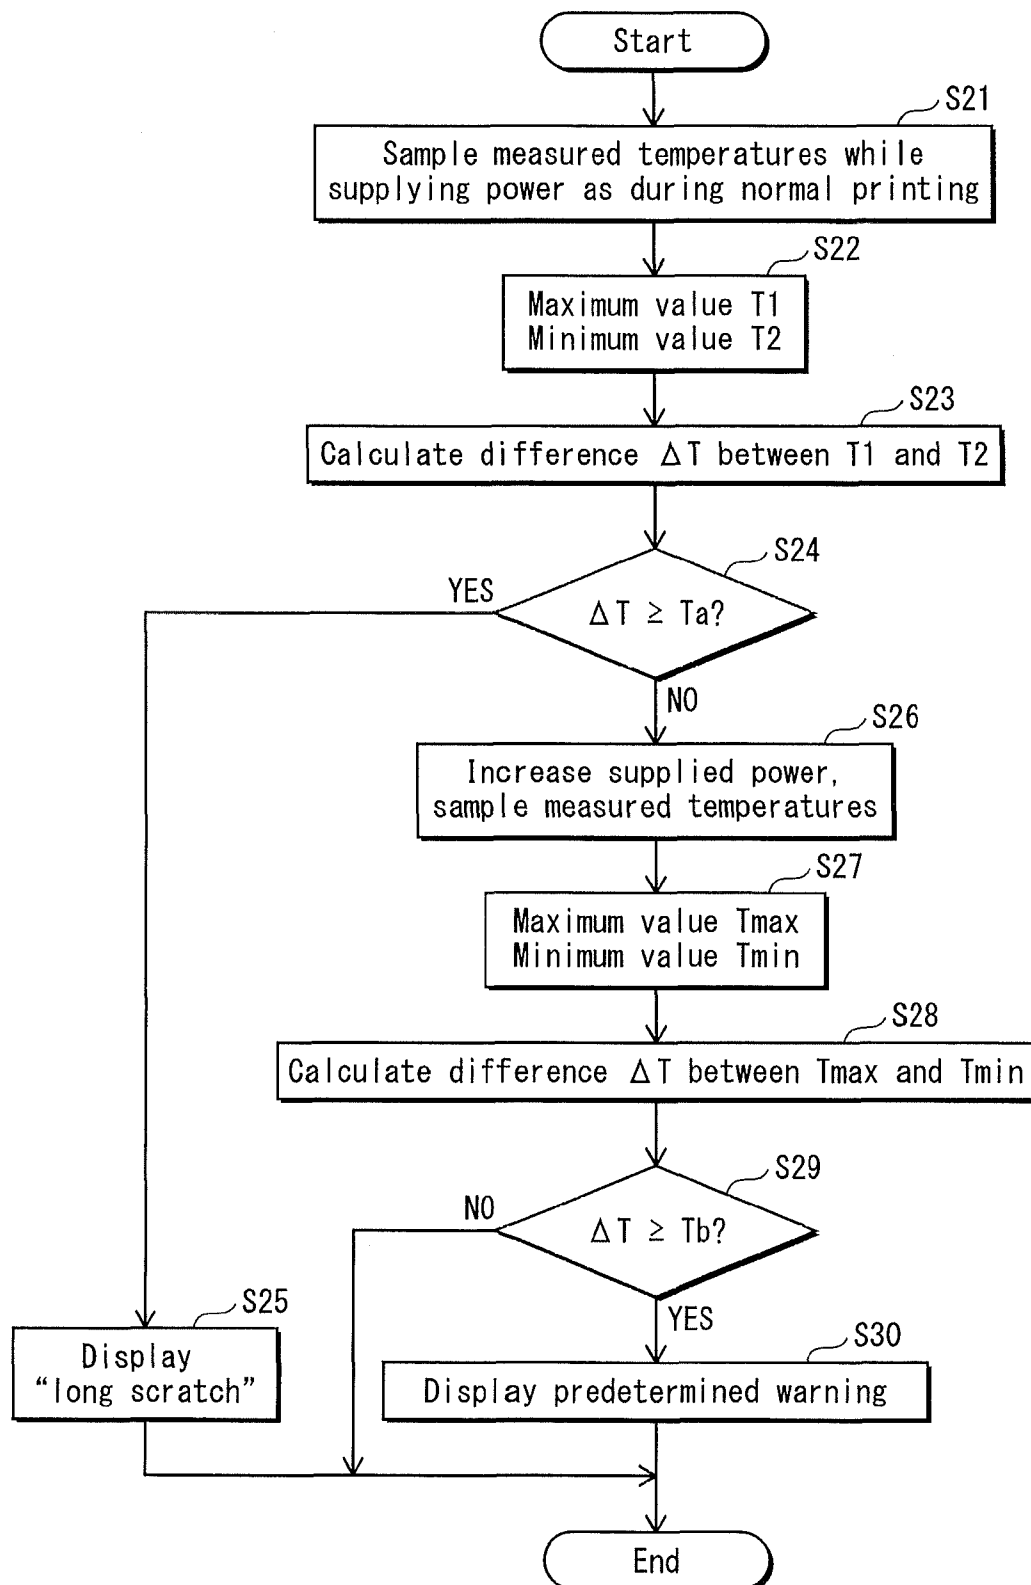 Start
S21
Sample measured temperatures while
supplying power as during normal printing
S22
Maximum value T1
Minimum value T2
S23
Calculate difference ΔT between T1 and T2
S24
YES
ΔT ≥ Ta?
NO
S26
Increase supplied power,
sample measured temperatures
S27
Maximum value Tmax
Minimum value Tmin
S28
Calculate difference ΔT between Tmax and Tmin
S29
NO
ΔT ≥ Tb?
YES
S25
Display
“long scratch”
S30
Display predetermined warning
End